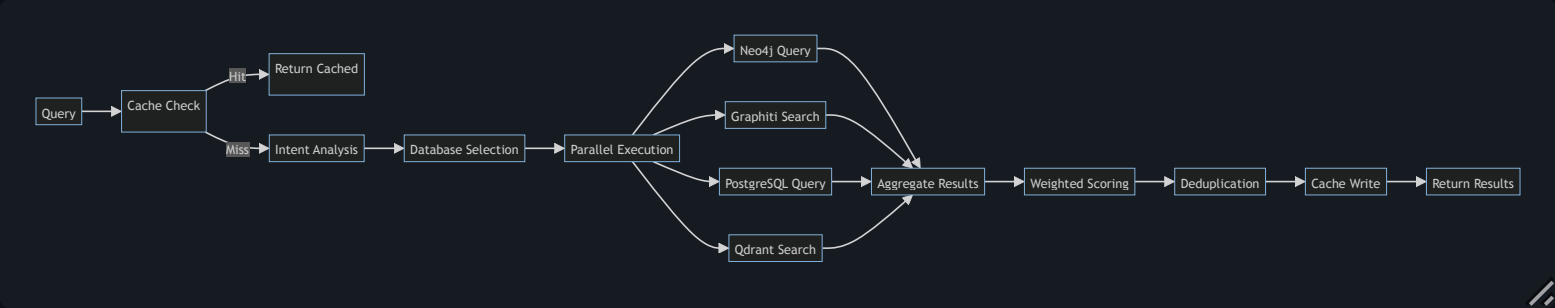 Query
Cache Check
Hit
Return Cached
Miss
Intent Analysis
Database Selection
Parallel Execution
Neo4j Query
Graphiti Search
PostgreSQL Query
Qdrant Search
Aggregate Results
Weighted Scoring
Deduplication
Cache Write
Return Results